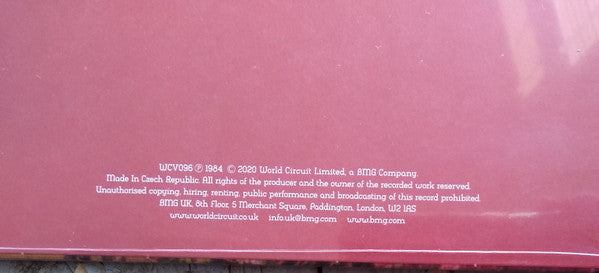 WCV096 ℗ 1984 © 2020 World Circuit Limited, a BMG Company.
Made In Czech Republic. All rights of the producer and the owner of the recorded work reserved.
Unauthorised copying, hiring, renting, public performance and broadcasting of this record prohibited.
BMG UK, 8th Floor, 5 Merchant Square, Paddington, London, W2 1AS
www.worldcircuit.co.uk info.uk@bmg.com www.bmg.com